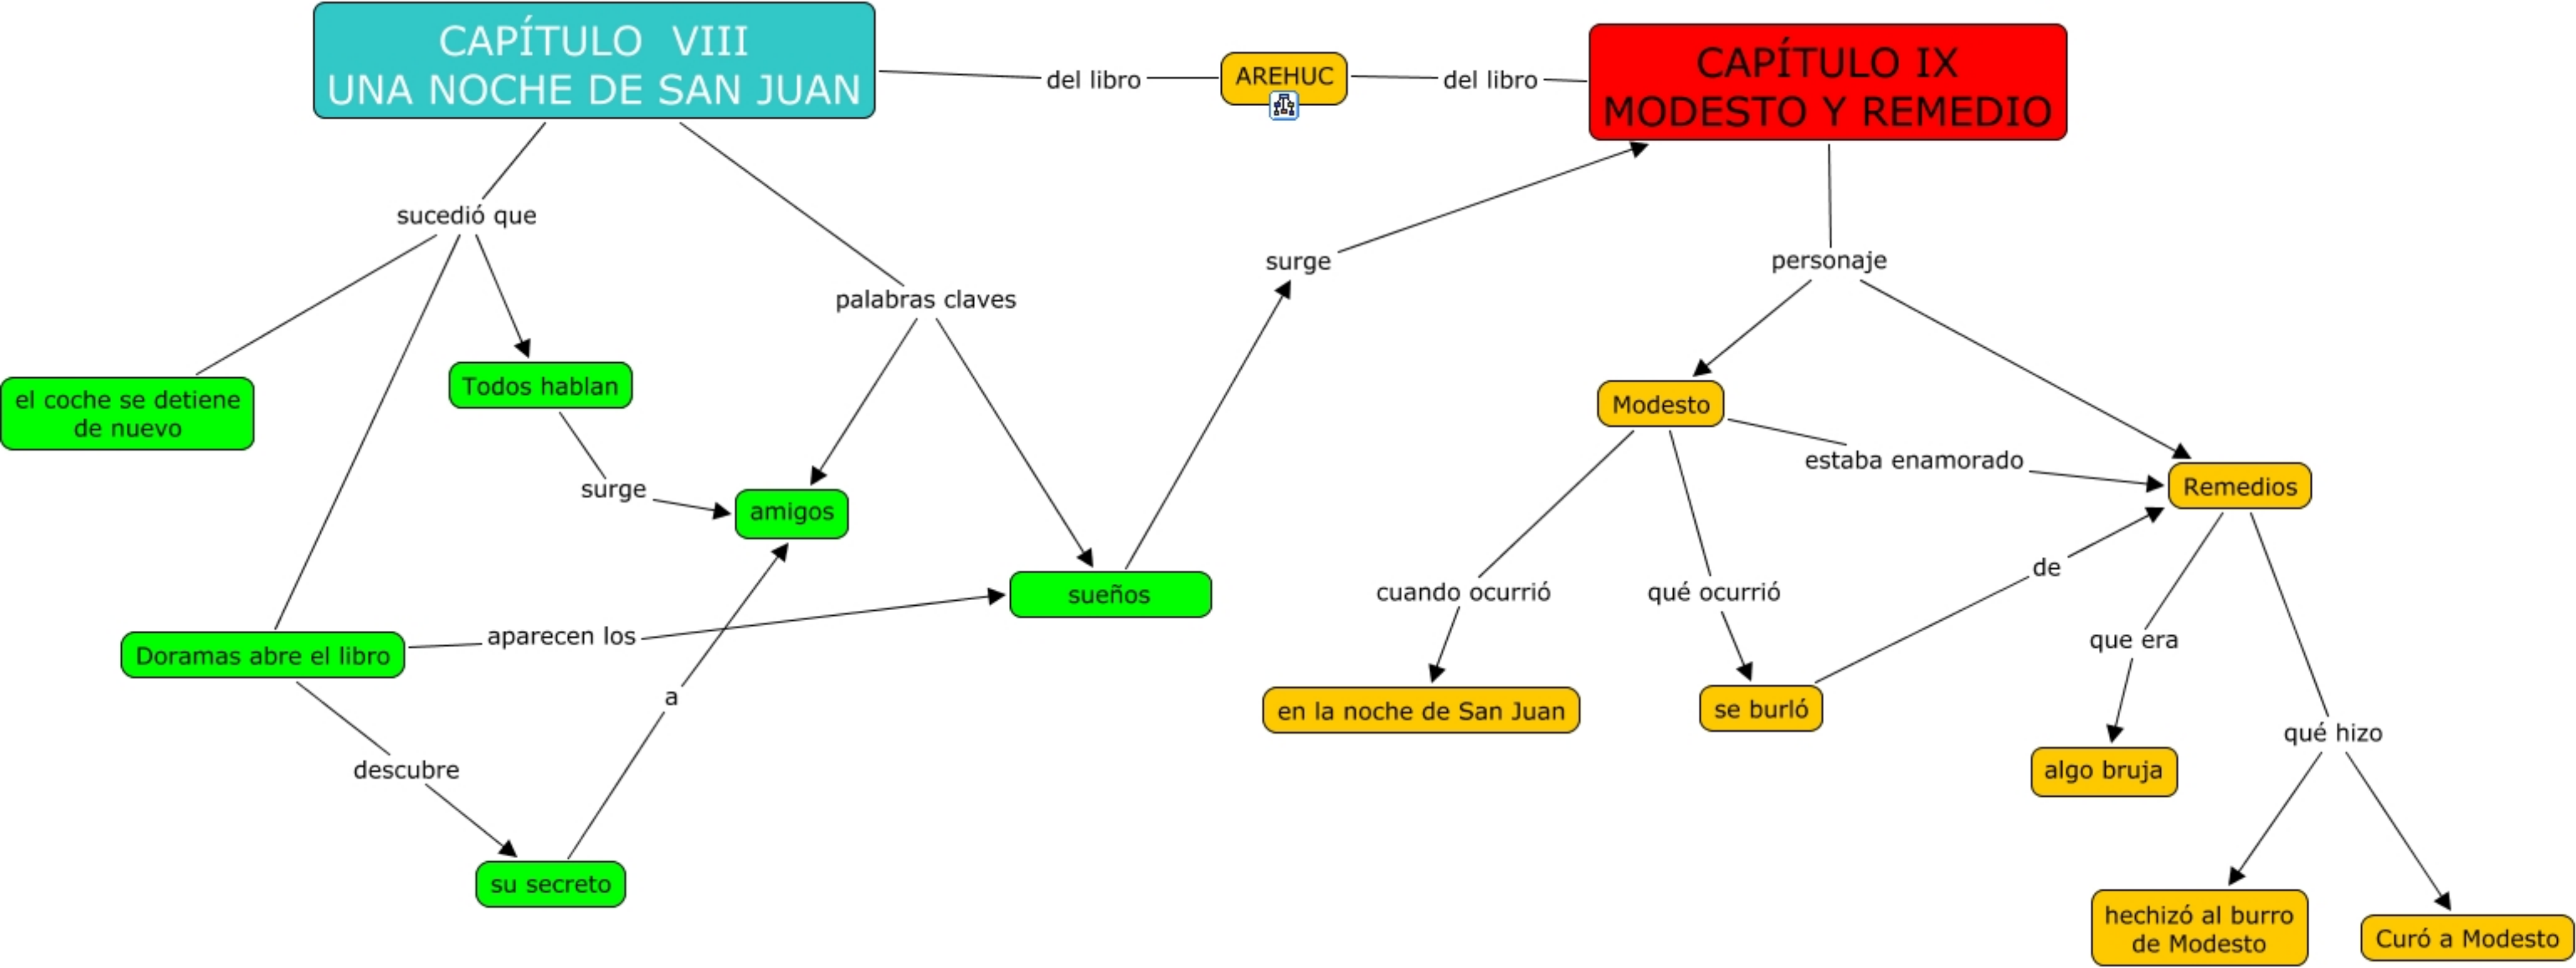 CAPÍTULO VIII
UNA NOCHE DE SAN JUAN
del libro
AREHUC
del libro
CAPÍTULO IX
MODESTO Y REMEDIO
sucedió que
palabras claves
surge
personaje
el coche se detiene
de nuevo
Todos hablan
surge
amigos
sueños
Doramas abre el libro
aparecen los
a
descubre
su secreto
Modesto
estaba enamorado
Remedios
cuando ocurrió
qué ocurrió
de
en la noche de San Juan
se burló
que era
algo bruja
qué hizo
hechizó al burro
de Modesto
Curó a Modesto